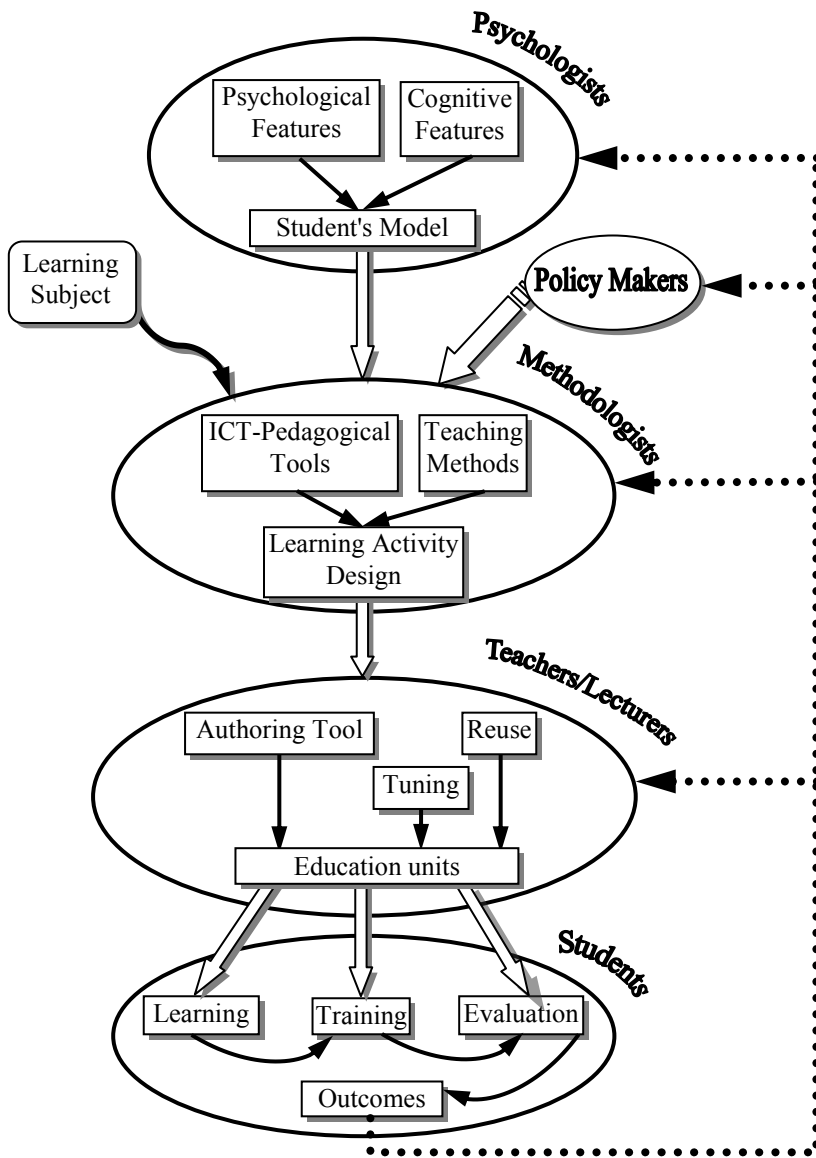 Psychologists
Psychological
Features
Cognitive
Features
Student's Model
Learning
Subject
Policy Makers
Methodologists
ICT-Pedagogical
Tools
Teaching
Methods
Learning Activity
Design
Teachers/Lecturers
Authoring Tool
Reuse
Tuning
Education units
Students
Learning
Training
Evaluation
Outcomes